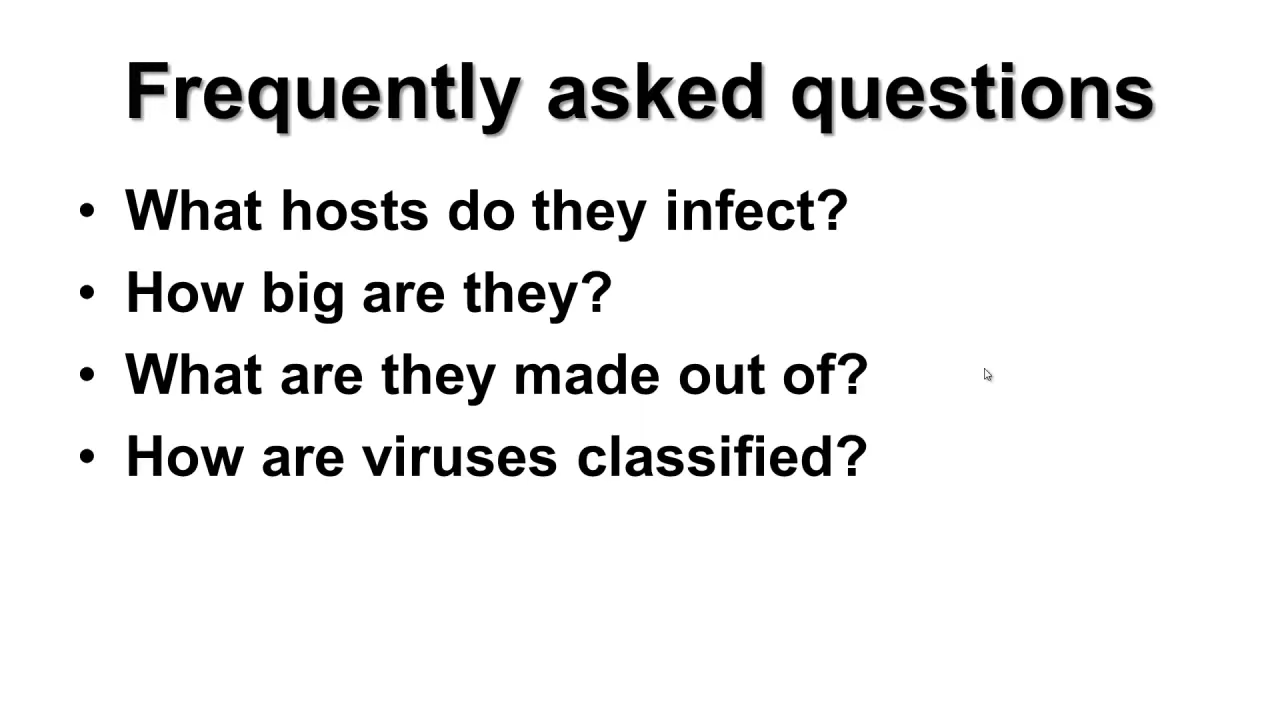 Frequently asked questions
• What hosts do they infect?
• How big are they?
• What are they made out of?
• How are viruses classified?